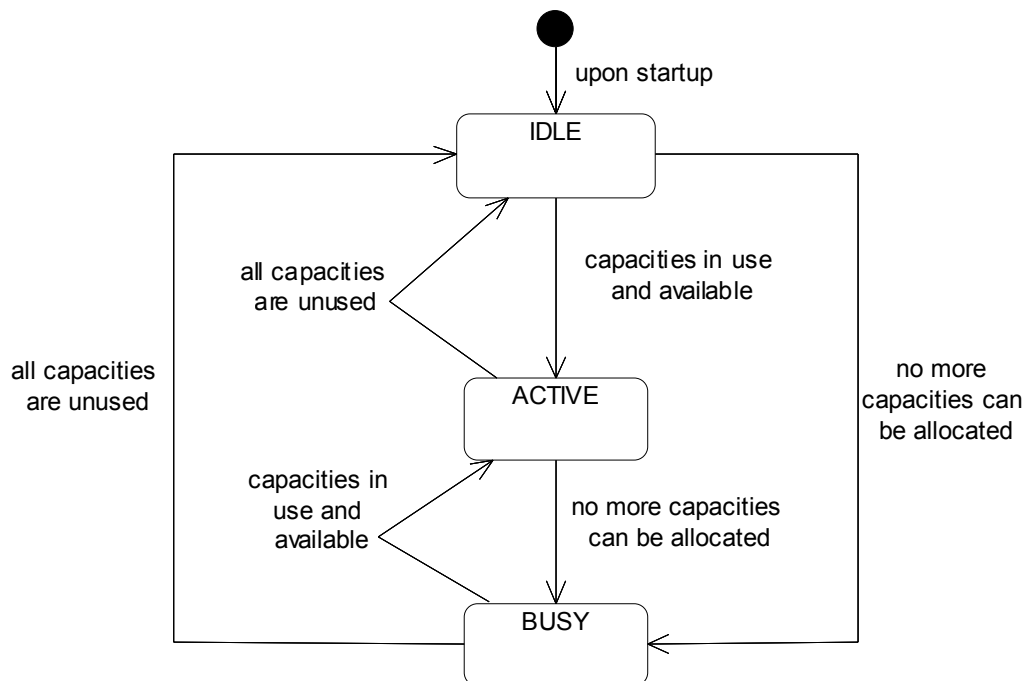 upon startup
IDLE
all capacities
are unused
capacities in use
and available
all capacities
are unused
ACTIVE
no more
capacities can
be allocated
capacities in
use and
available
no more capacities
can be allocated
BUSY